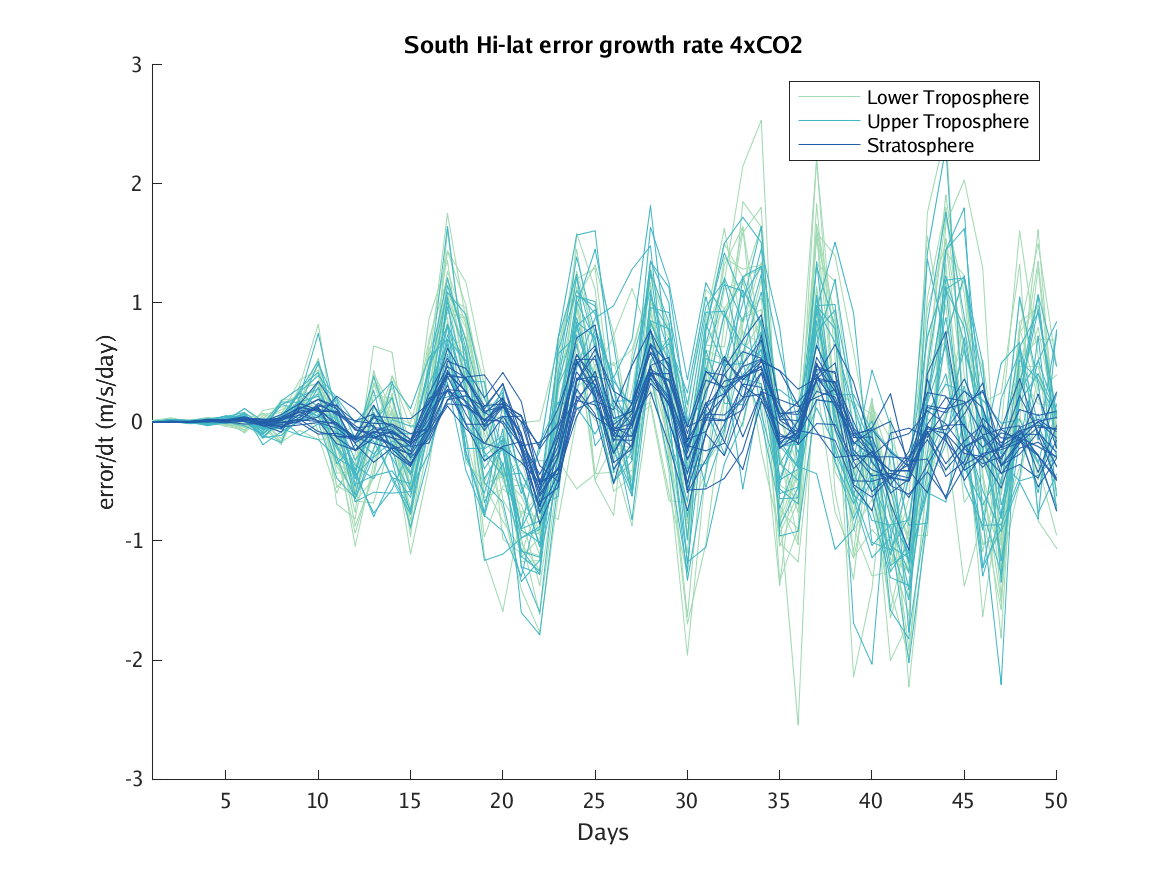 South Hi-lat error growth rate 4xCO2
3
2
1
0
-1
-2
-3
error/dt (m/s/day)
Lower Troposphere
Upper Troposphere
Stratosphere
5 10 15 20 25 30 35 40 45 50
Days